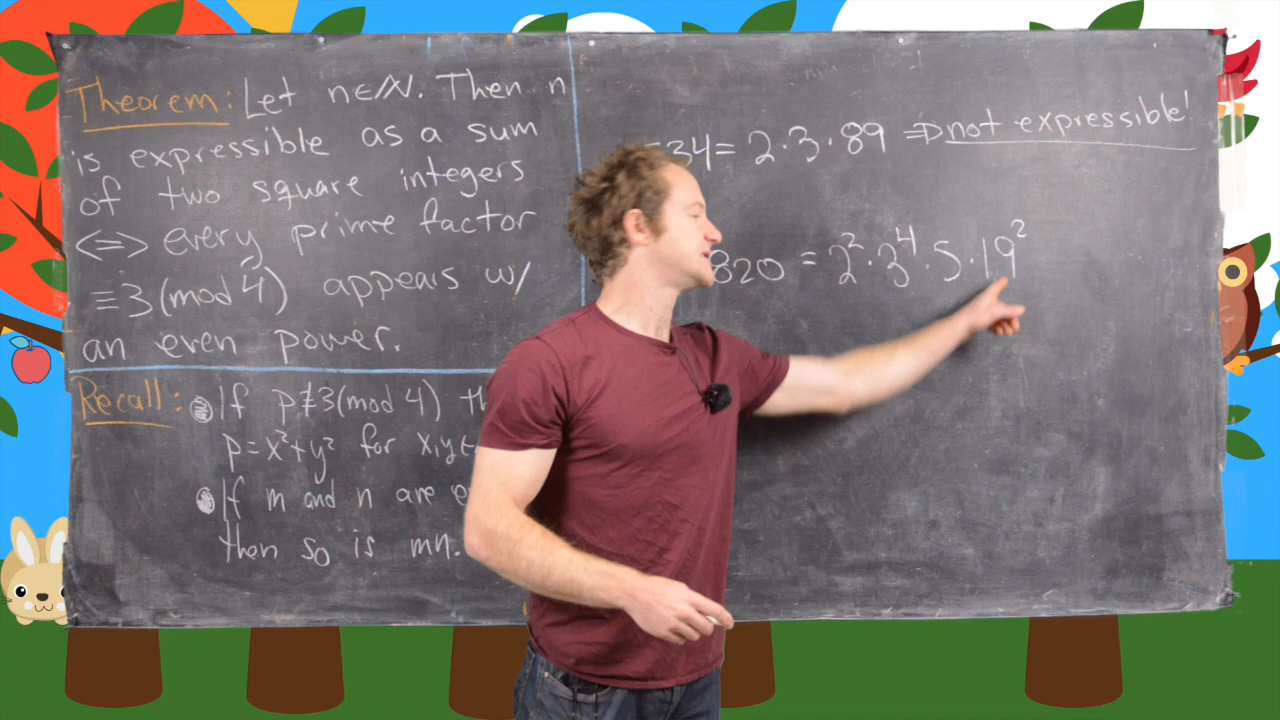 Theorem: Let n∈ℕ. Then n
is expressible as a sum
of two square integers
<=> every prime factor
≡3(mod 4) appears w/
an even power.
Recall: If p≢3(mod 4)
p=x²+y² for x,y
If m and n are
then so is mn.
34= 2·3·89 ⇒ not expressible!
820 = 2²·3⁴·5·19²